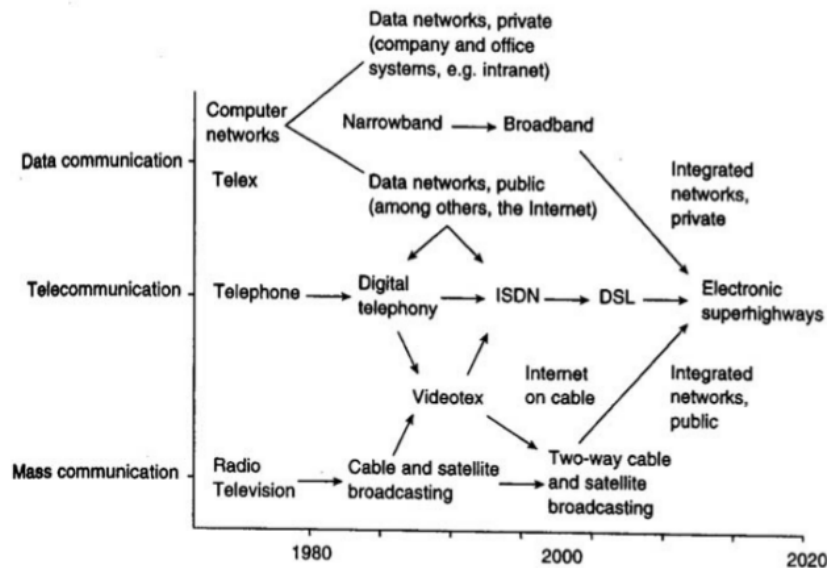 Data networks, private
(company and office
systems, e.g. intranet)
Computer
networks
Narrowband
Broadband
Data communication
Telex
Data networks, public
(among others, the Internet)
Integrated
networks,
private
Telecommunication
Telephone
Digital
telephony
ISDN
DSL
Electronic
superhighways
Videotex
Internet
on cable
Integrated
networks,
public
Mass communication
Radio
Television
Cable and satellite
broadcasting
Two-way cable
and satellite
broadcasting
1980
2000
2020